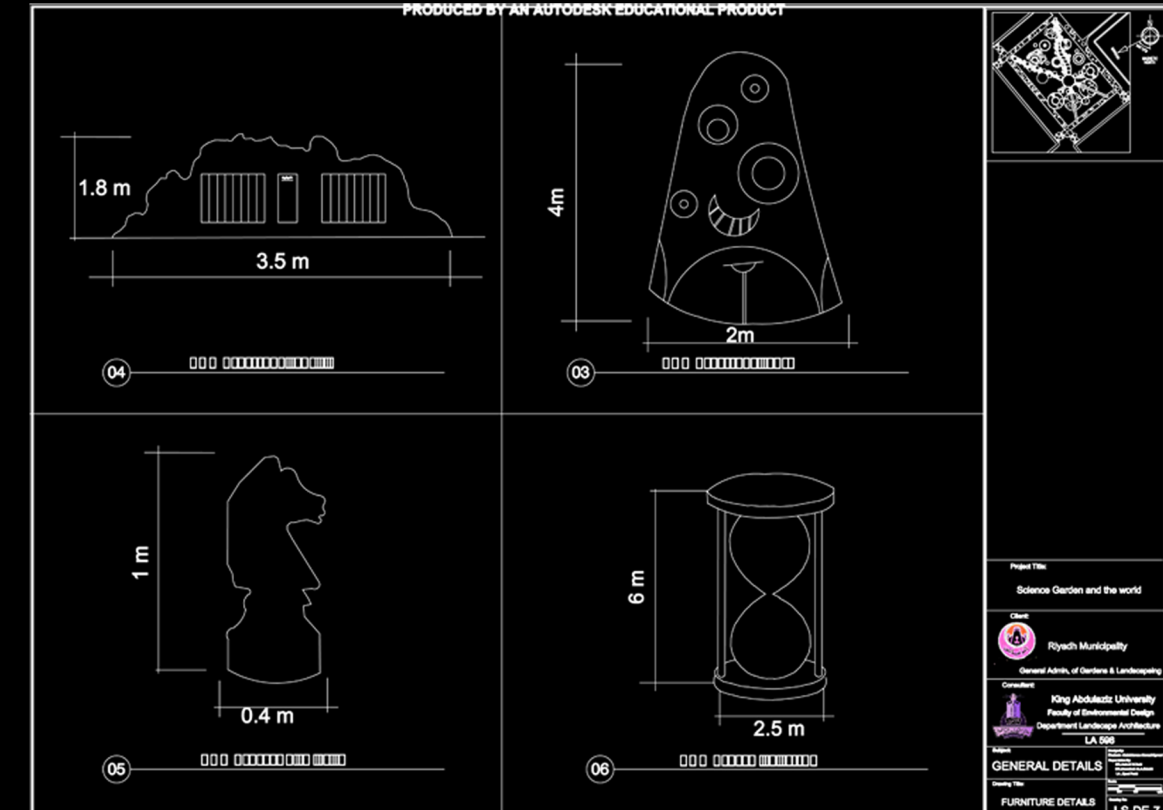 PRODUCED BY AN AUTODESK EDUCATIONAL PRODUCT
1.8 m
3.5 m
04
4m
2m
03
1 m
0.4 m
05
6 m
2.5 m
06
Project Title:
Science Garden and the world
Client:
Riyadh Municipality
General Admin. of Gardens & Landscapeing
Consultant:
King Abdulaziz University
Faculty of Environmental Design
Department Landscape Architecture
LA 598
Subject:
GENERAL DETAILS
Drawing Title:
FURNITURE DETAILS